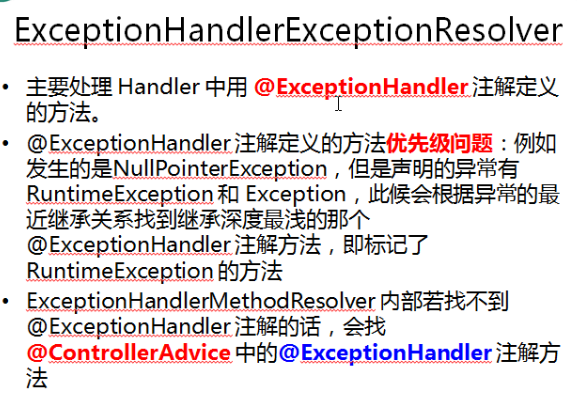 ExceptionHandlerExceptionResolver
• 主要处理 Handler 中用 @ExceptionHandler 注解定义
的方法。
• @ExceptionHandler 注解定义的方法优先级问题：例如
发生的是NullPointerException，但是声明的异常有
RuntimeException 和 Exception，此候会根据异常的最
近继承关系找到继承深度最浅的那个
@ExceptionHandler 注解方法，即标记了
RuntimeException 的方法
• ExceptionHandlerMethodResolver 内部若找不到
@ExceptionHandler 注解的话，会找
@ControllerAdvice 中的@ExceptionHandler 注解方
法